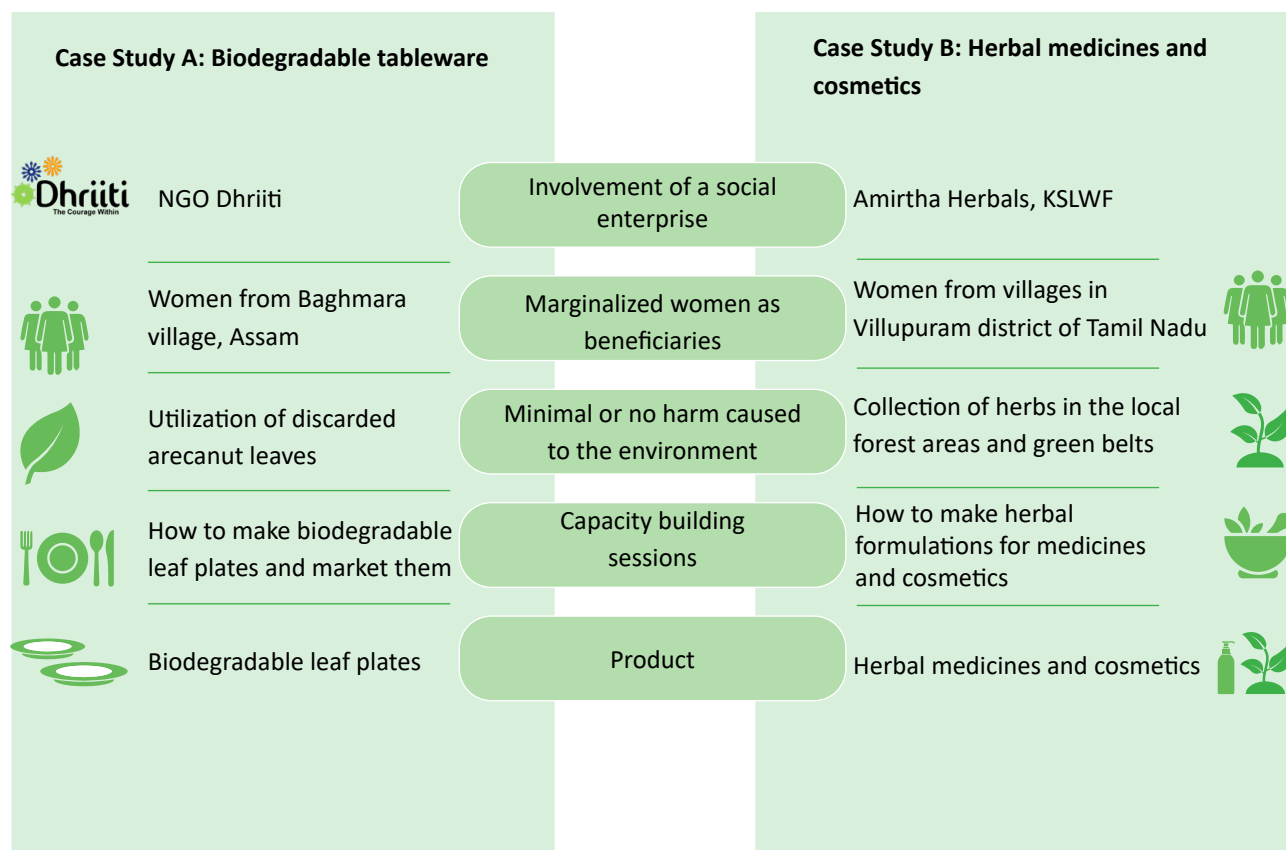 Case Study A: Biodegradable tableware
Case Study B: Herbal medicines and
cosmetics
Dhriiti
The Courage Within
NGO Dhriiti
Involvement of a social
enterprise
Amirtha Herbals, KSLWF
Women from Baghmara
village, Assam
Marginalized women as
beneficiaries
Women from villages in
Villupuram district of Tamil Nadu
Utilization of discarded
arecanut leaves
Minimal or no harm caused
to the environment
Collection of herbs in the local
forest areas and green belts
How to make biodegradable
leaf plates and market them
Capacity building
sessions
How to make herbal
formulations for medicines
and cosmetics
Biodegradable leaf plates
Product
Herbal medicines and cosmetics